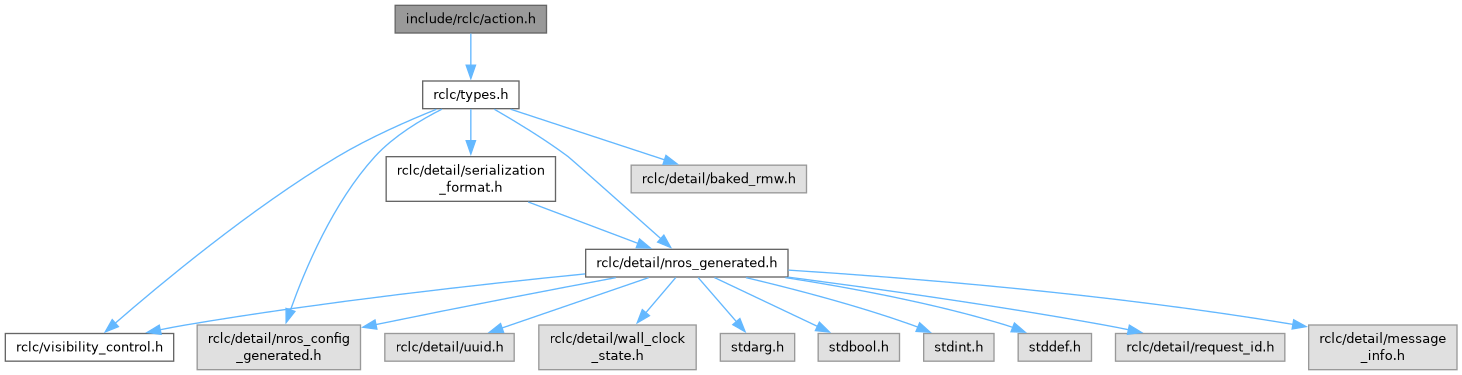 include/rclc/action.h
rclc/types.h
rclc/detail/serialization
_format.h
rclc/detail/baked_rmw.h
rclc/detail/nros_generated.h
rclc/visibility_control.h
rclc/detail/nros_config
_generated.h
rclc/detail/uuid.h
rclc/detail/wall_clock
_state.h
stdarg.h
stdbool.h
stdint.h
stddef.h
rclc/detail/request_id.h
rclc/detail/message
_info.h